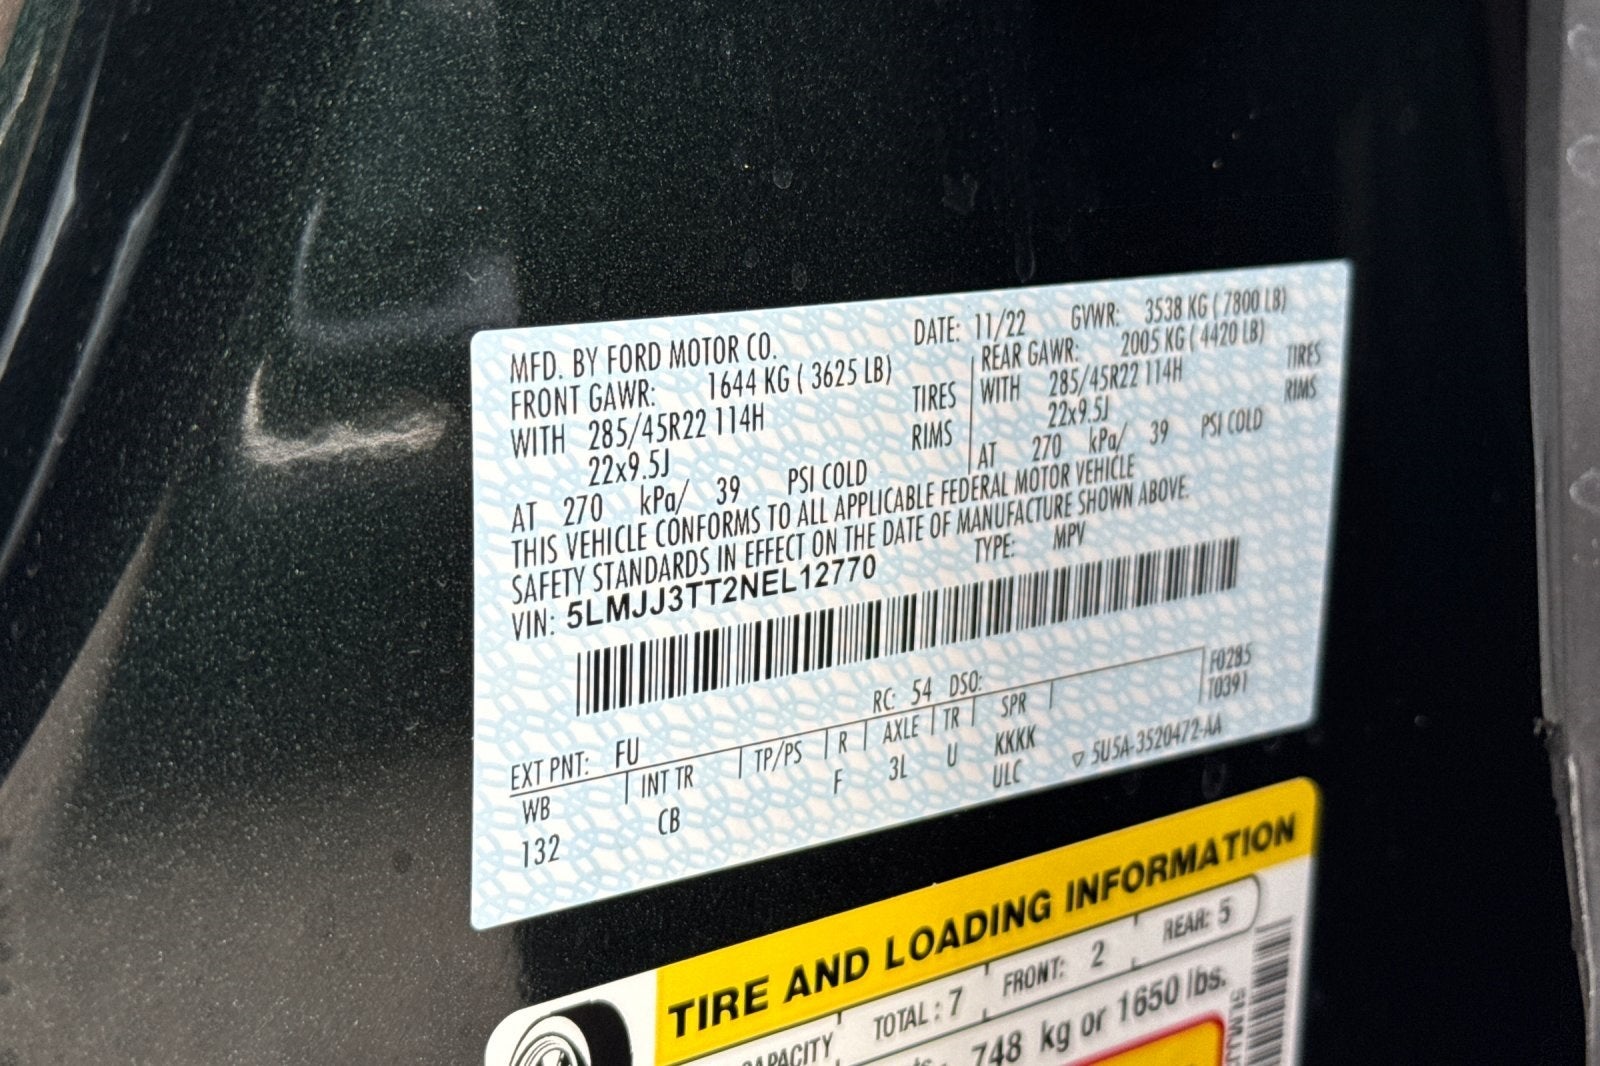 MFD. BY FORD MOTOR CO.
DATE: 11/22 GVWR: 3538 KG ( 7800 LB)
FRONT GAWR: 1644 KG ( 3625 LB)
WITH 285/45R22 114H TIRES
22x9.5J RIMS
AT 270 kPa/ 39 PSI COLD
REAR GAWR: 2005 KG ( 4420 LB)
WITH 285/45R22 114H TIRES
22x9.5J RIMS
AT 270 kPa/ 39 PSI COLD
THIS VEHICLE CONFORMS TO ALL APPLICABLE FEDERAL MOTOR VEHICLE
SAFETY STANDARDS IN EFFECT ON THE DATE OF MANUFACTURE SHOWN ABOVE.
VIN: 5LMJJ3TT2NEL12770 TYPE: MPV
EXT PNT: FU RC: 54 DSO: F0285
WB INT TR TP/PS R AXLE TR SPR T0391
132 CB F 3L U KKKK
ULC ▽ 5U5A-3520472-AA
TIRE AND LOADING INFORMATION
TOTAL : 7 FRONT: 2 REAR: 5
748 kg or 1650 lbs.